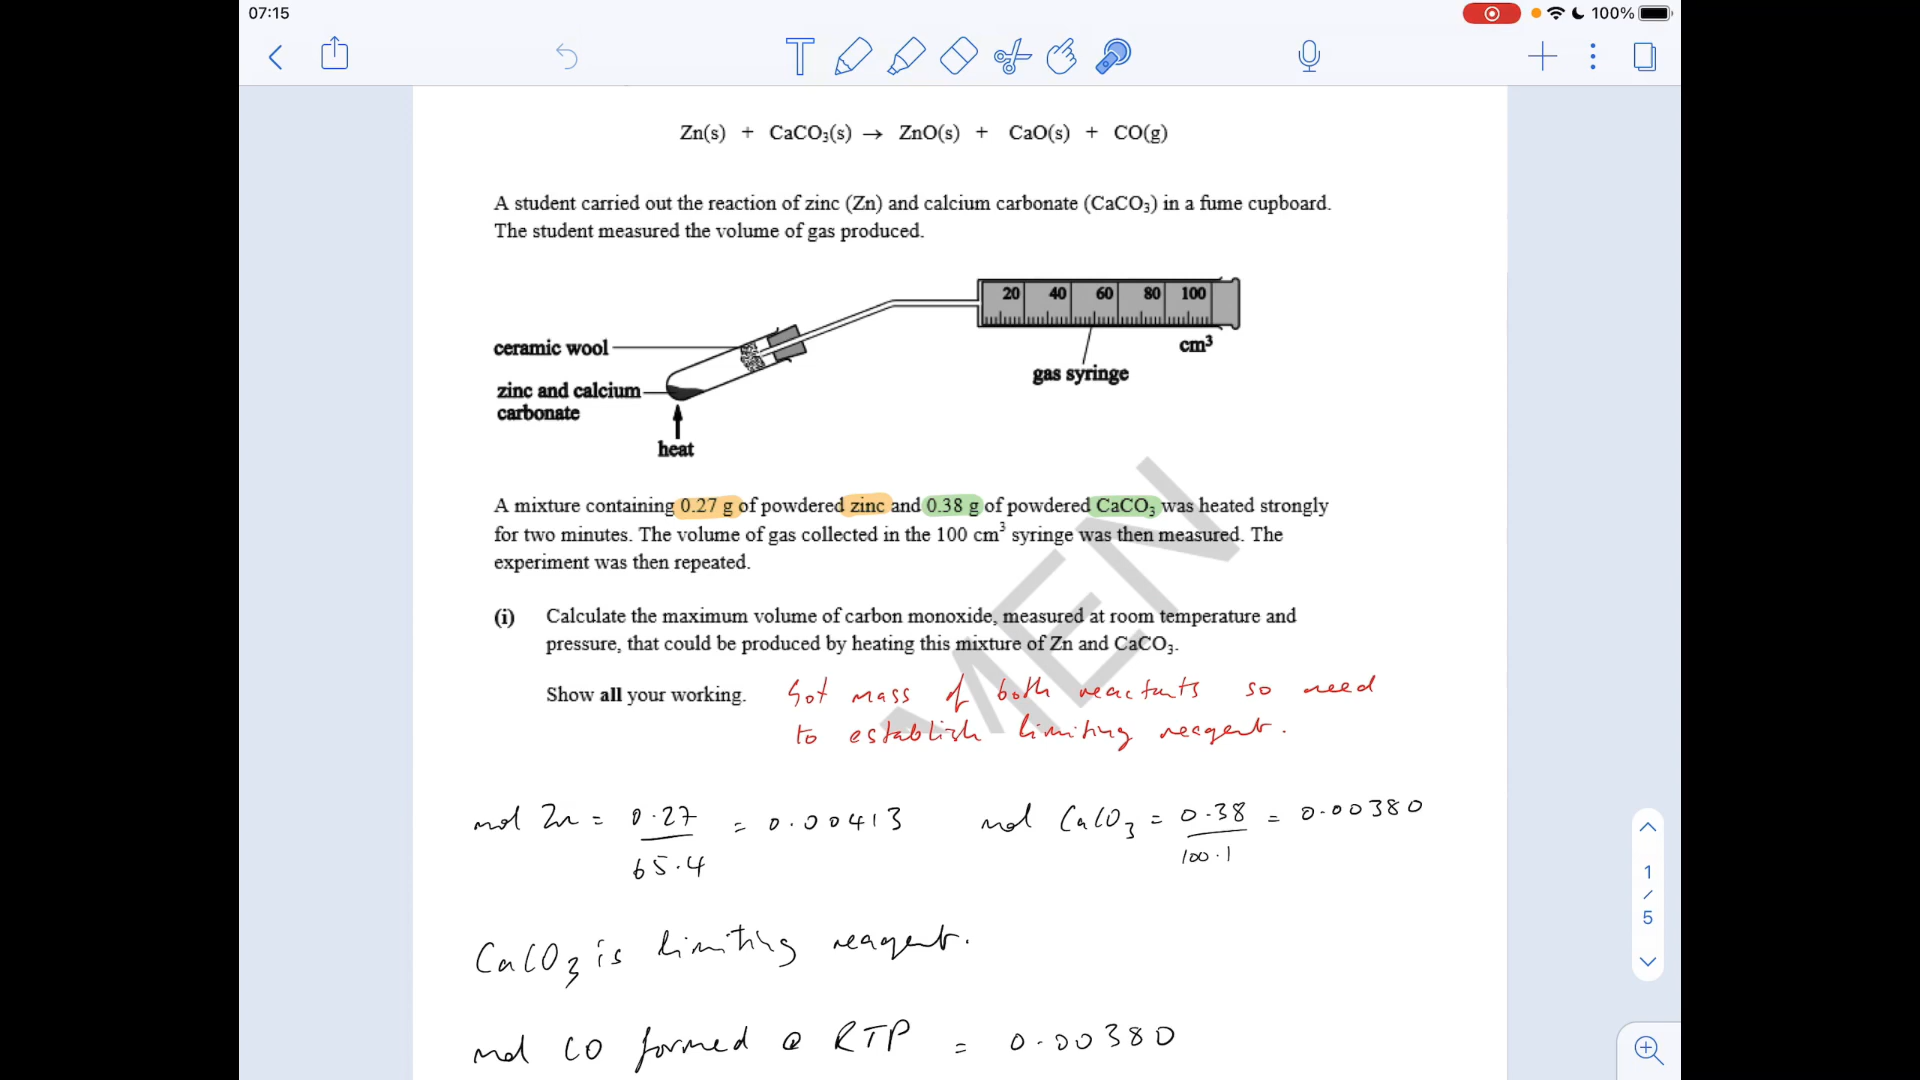 07:15
100%
Zn(s) + CaCO₃(s) → ZnO(s) + CaO(s) + CO(g)
A student carried out the reaction of zinc (Zn) and calcium carbonate (CaCO₃) in a fume cupboard.
The student measured the volume of gas produced.
20 40 60 80 100
cm³
gas syringe
ceramic wool
zinc and calcium
carbonate
heat
A mixture containing 0.27 g of powdered zinc and 0.38 g of powdered CaCO₃ was heated strongly
for two minutes. The volume of gas collected in the 100 cm³ syringe was then measured. The
experiment was then repeated.
(i) Calculate the maximum volume of carbon monoxide, measured at room temperature and
pressure, that could be produced by heating this mixture of Zn and CaCO₃.
Show all your working. Got mass of both reactants so need
to establish limiting reagent.
mol Zn = 0.27 = 0.00413 mol CaCO₃ = 0.38 = 0.00380
65.4 100.1
CaCO₃ is limiting reagent.
mol CO formed @ RTP = 0.00380
MEN
T
1
/
5